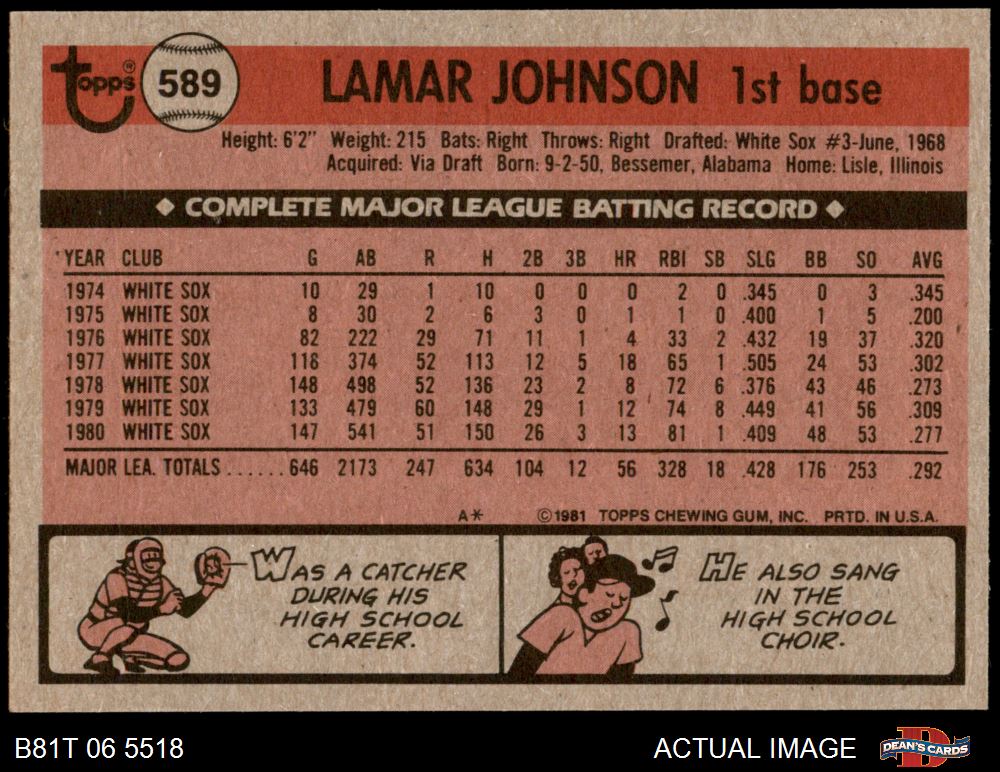 Topps® 589 LAMAR JOHNSON 1st base
Height: 6'2" Weight: 215 Bats: Right Throws: Right Drafted: White Sox #3-June, 1968
Acquired: Via Draft Born: 9-2-50, Bessemer, Alabama Home: Lisle, Illinois
◆ COMPLETE MAJOR LEAGUE BATTING RECORD ◆
YEAR CLUB G AB R H 2B 3B HR RBI SB SLG BB SO AVG
1974 WHITE SOX 10 29 1 10 0 0 0 2 0 .345 0 3 .345
1975 WHITE SOX 8 30 2 6 3 0 1 1 0 .400 1 5 .200
1976 WHITE SOX 82 222 29 71 11 1 4 33 2 .432 19 37 .320
1977 WHITE SOX 118 374 52 113 12 5 18 65 1 .505 24 53 .302
1978 WHITE SOX 148 498 52 136 23 2 8 72 6 .376 43 46 .273
1979 WHITE SOX 133 479 60 148 29 1 12 74 8 .449 41 56 .309
1980 WHITE SOX 147 541 51 150 26 3 13 81 1 .409 48 53 .277
MAJOR LEA. TOTALS ...... 646 2173 247 634 104 12 56 328 18 .428 176 253 .292
A* ©1981 TOPPS CHEWING GUM, INC. PRTD. IN U.S.A.
WAS A CATCHER
DURING HIS
HIGH SCHOOL
CAREER.
HE ALSO SANG
IN THE
HIGH SCHOOL
CHOIR.
B81T 06 5518 ACTUAL IMAGE D DEAN'S CARDS